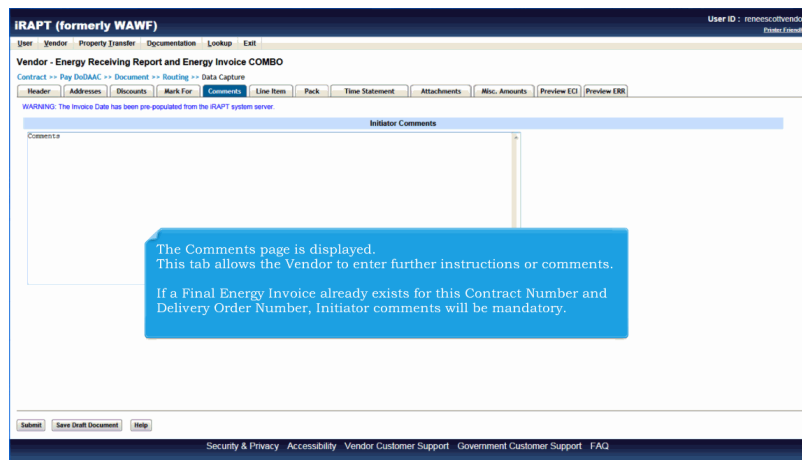 iRAPT (formerly WAWF)
User ID : reneescottvendo
Printer Friendl
User Vendor Property Transfer Documentation Lookup Exit
Vendor - Energy Receiving Report and Energy Invoice COMBO
Contract >> Pay DoDAAC >> Document >> Routing >> Data Capture
Header Addresses Discounts Mark For Comments Line Item Pack Time Statement Attachments Misc. Amounts Preview ECI Preview ERR
WARNING: The Invoice Date has been pre-populated from the iRAPT system server.
Initiator Comments
Comments
The Comments page is displayed.
This tab allows the Vendor to enter further instructions or comments.
If a Final Energy Invoice already exists for this Contract Number and
Delivery Order Number, Initiator comments will be mandatory.
Submit Save Draft Document Help
Security & Privacy Accessibility Vendor Customer Support Government Customer Support FAQ